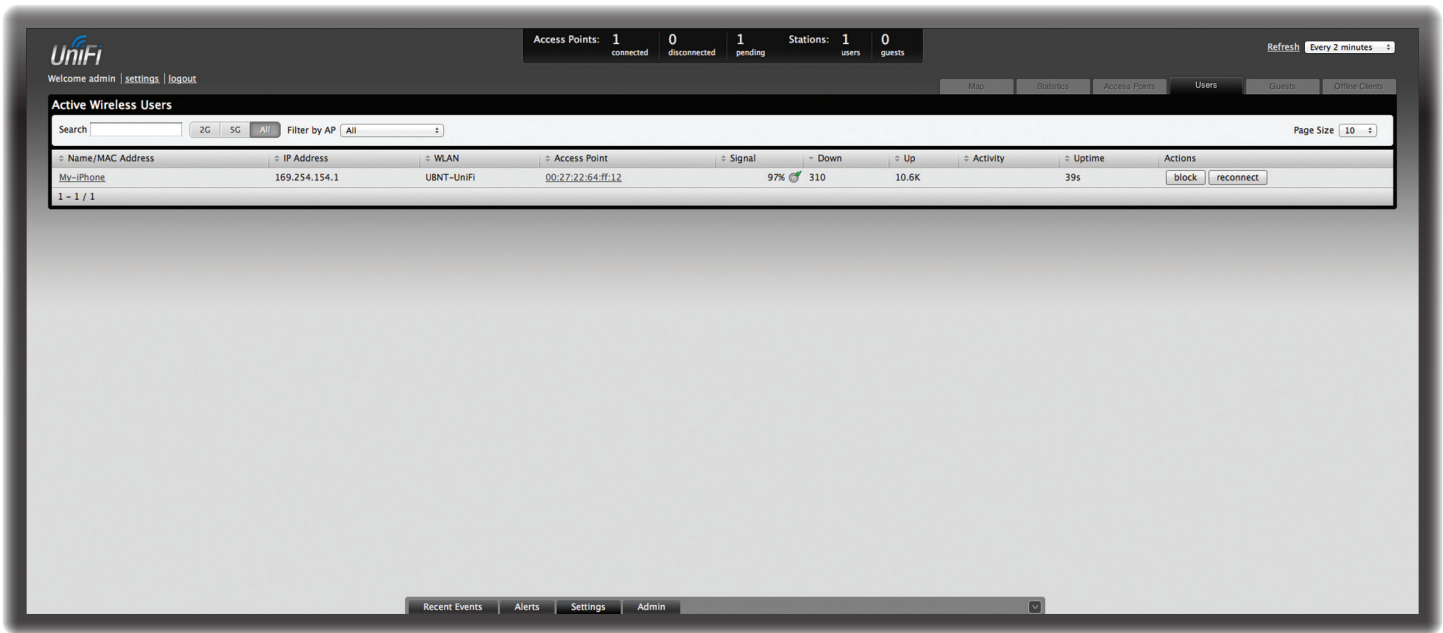 UniFi
Access Points: 1 connected 0 disconnected 1 pending Stations: 1 users 0 guests
Refresh Every 2 minutes
Welcome admin | settings | logout
Map Statistics Access Points Users Guests Offline Clients
Active Wireless Users
Search 2G 5G All Filter by AP All Page Size 10
Name/MAC Address IP Address WLAN Access Point Signal Down Up Activity Uptime Actions
My-iPhone 169.254.154.1 UBNT-UniFi 00:27:22:64:ff:12 97% 310 10.6K 39s block reconnect
1 - 1 / 1
Recent Events Alerts Settings Admin